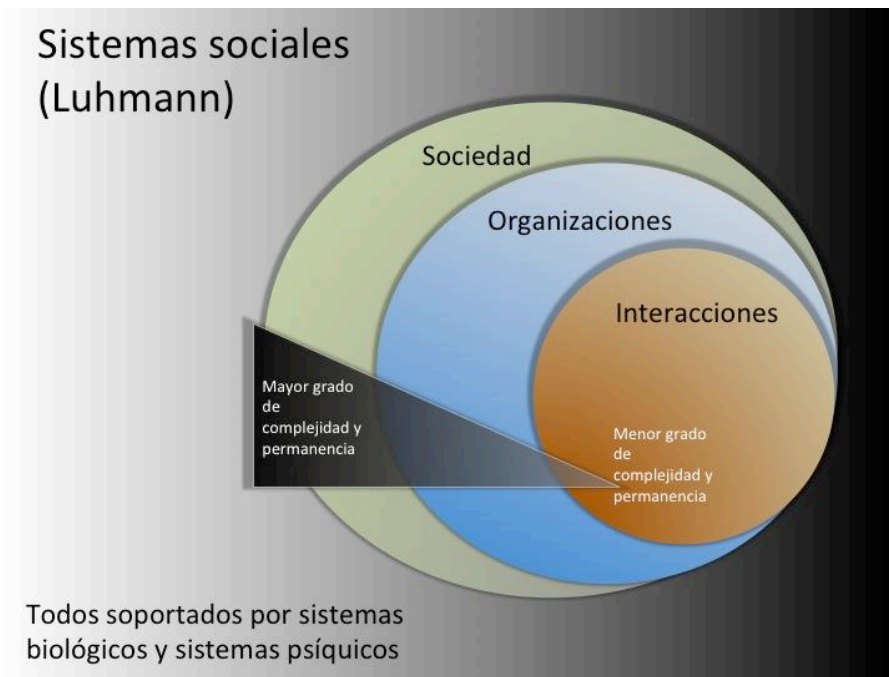 Sistemas sociales
(Luhmann)
Sociedad
Organizaciones
Interacciones
Mayor grado
de
complejidad y
permanencia
Menor grado
de
complejidad y
permanencia
Todos soportados por sistemas
biológicos y sistemas psíquicos